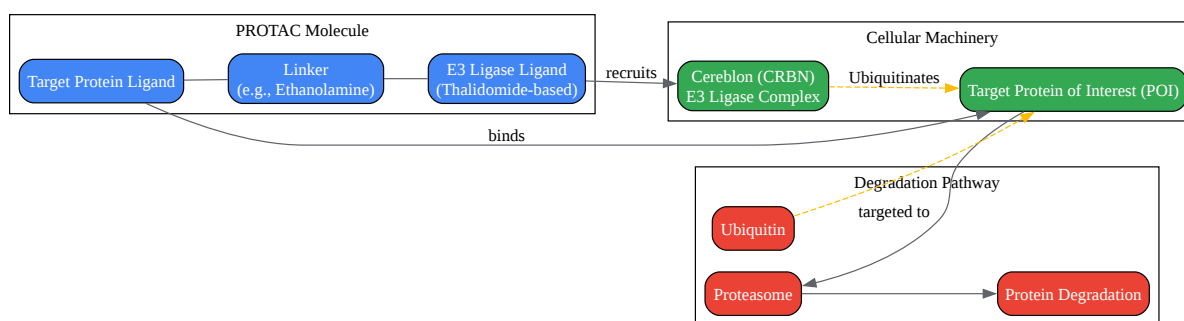 PROTAC Molecule
Target Protein Ligand
Linker
(e.g., Ethanolamine)
E3 Ligase Ligand
(Thalidomide-based)
recruits
binds
Cellular Machinery
Cereblon (CRBN)
E3 Ligase Complex
Ubiquitinates
Target Protein of Interest (POI)
Degradation Pathway
targeted to
Ubiquitin
Proteasome
Protein Degradation